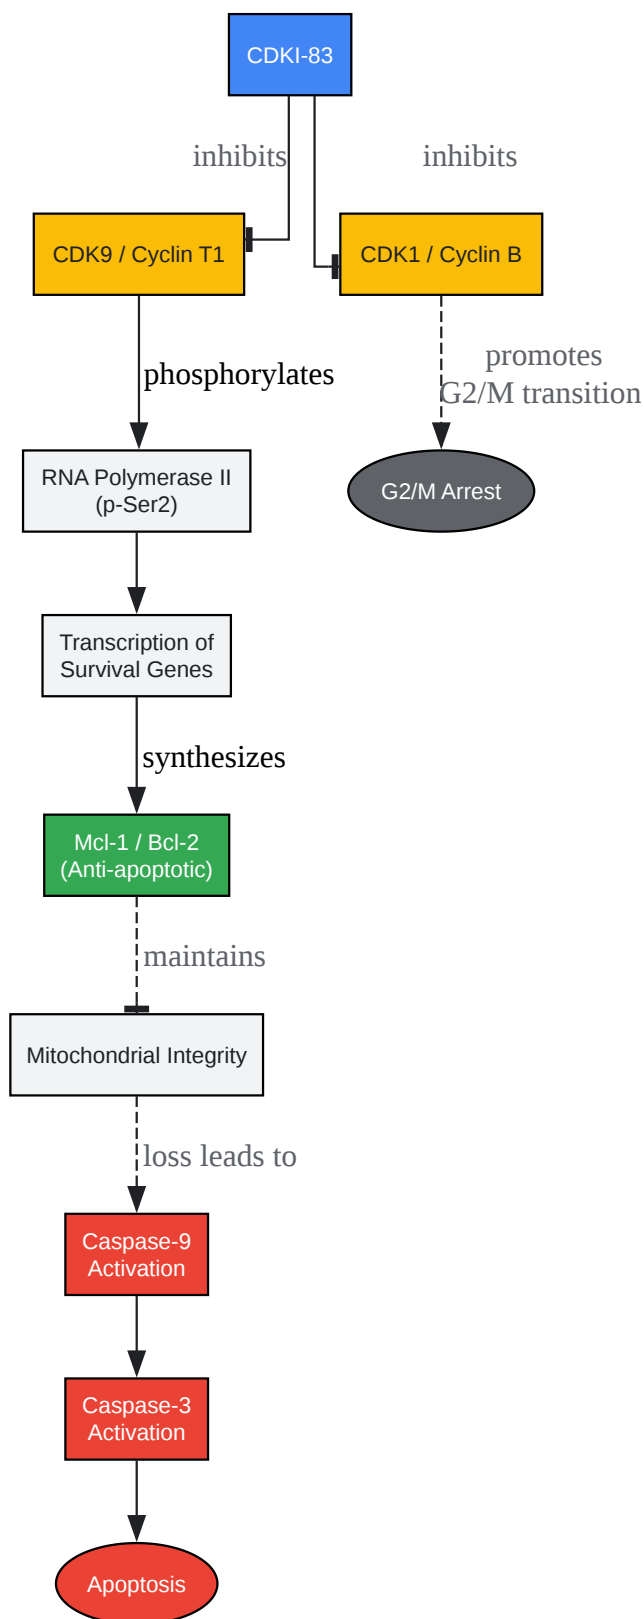 CDKI-83
inhibits
inhibits
CDK9 / Cyclin T1
CDK1 / Cyclin B
phosphorylates
promotes
G2/M transition
RNA Polymerase II
(p-Ser2)
G2/M Arrest
Transcription of
Survival Genes
synthesizes
Mcl-1 / Bcl-2
(Anti-apoptotic)
maintains
Mitochondrial Integrity
loss leads to
Caspase-9
Activation
Caspase-3
Activation
Apoptosis